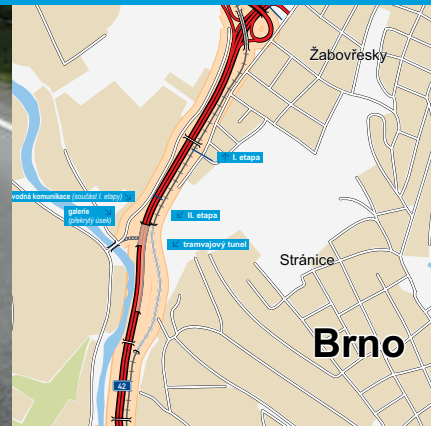 Žabovřesky
I. etapa
vodná komunikace (součást I. etapy)
galerie
(překrytý úsek)
II. etapa
tramvajový tunel
Stránice
Brno
42